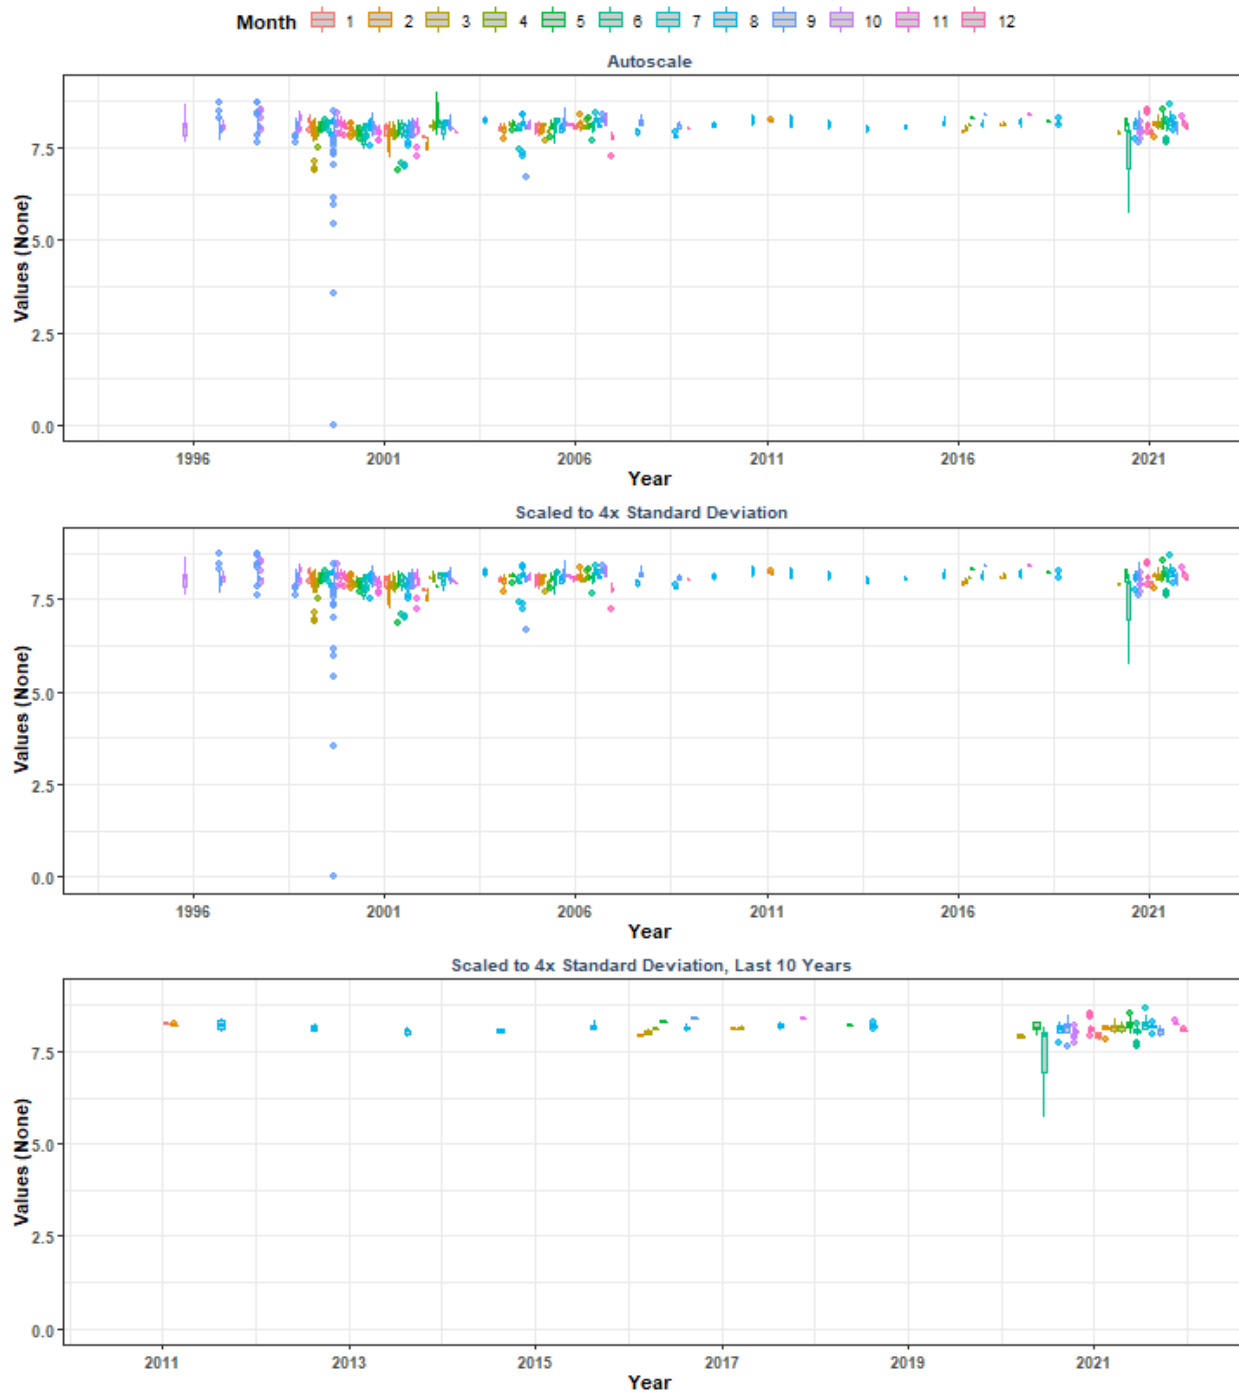 Month 1 2 3 4 5 6 7 8 9 10 11 12
Autoscale
Values (None)
7.5
5.0
2.5
0.0
1996 2001 2006 2011 2016 2021
Year
Scaled to 4x Standard Deviation
Values (None)
7.5
5.0
2.5
0.0
1996 2001 2006 2011 2016 2021
Year
Scaled to 4x Standard Deviation, Last 10 Years
Values (None)
7.5
5.0
2.5
0.0
2011 2013 2015 2017 2019 2021
Year